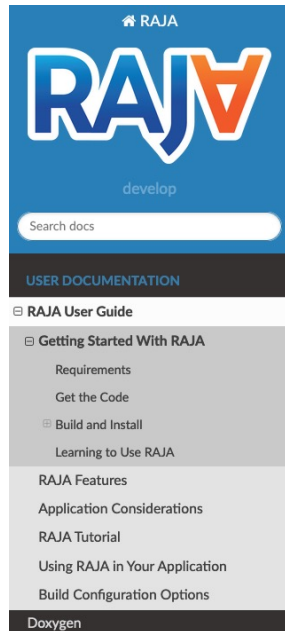 RAJA
RAJA
develop
Search docs
USER DOCUMENTATION
RAJA User Guide
Getting Started With RAJA
Requirements
Get the Code
Build and Install
Learning to Use RAJA
RAJA Features
Application Considerations
RAJA Tutorial
Using RAJA in Your Application
Build Configuration Options
Doxygen